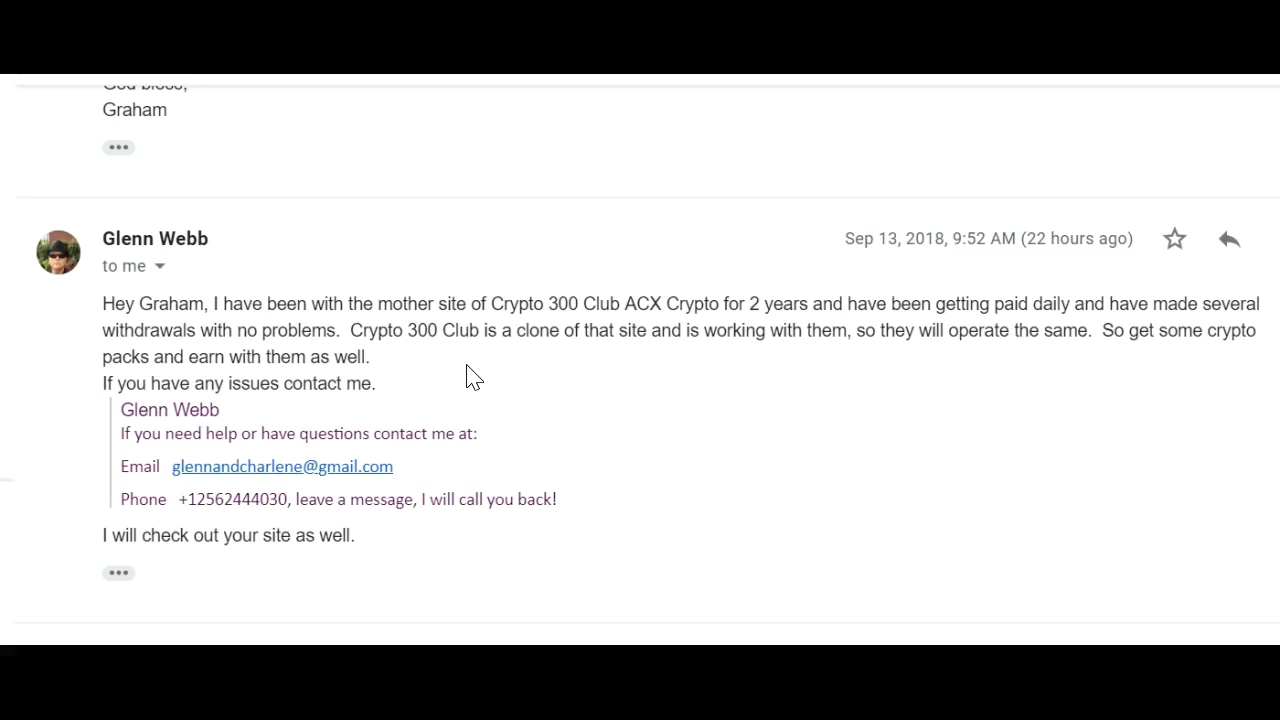 God bless,
Graham
Glenn Webb
Sep 13, 2018, 9:52 AM (22 hours ago)
to me
Hey Graham, I have been with the mother site of Crypto 300 Club ACX Crypto for 2 years and have been getting paid daily and have made several
withdrawals with no problems.  Crypto 300 Club is a clone of that site and is working with them, so they will operate the same.  So get some crypto
packs and earn with them as well.
If you have any issues contact me.
Glenn Webb
If you need help or have questions contact me at:
Email glennandcharlene@gmail.com
Phone +12562444030, leave a message, I will call you back!
I will check out your site as well.